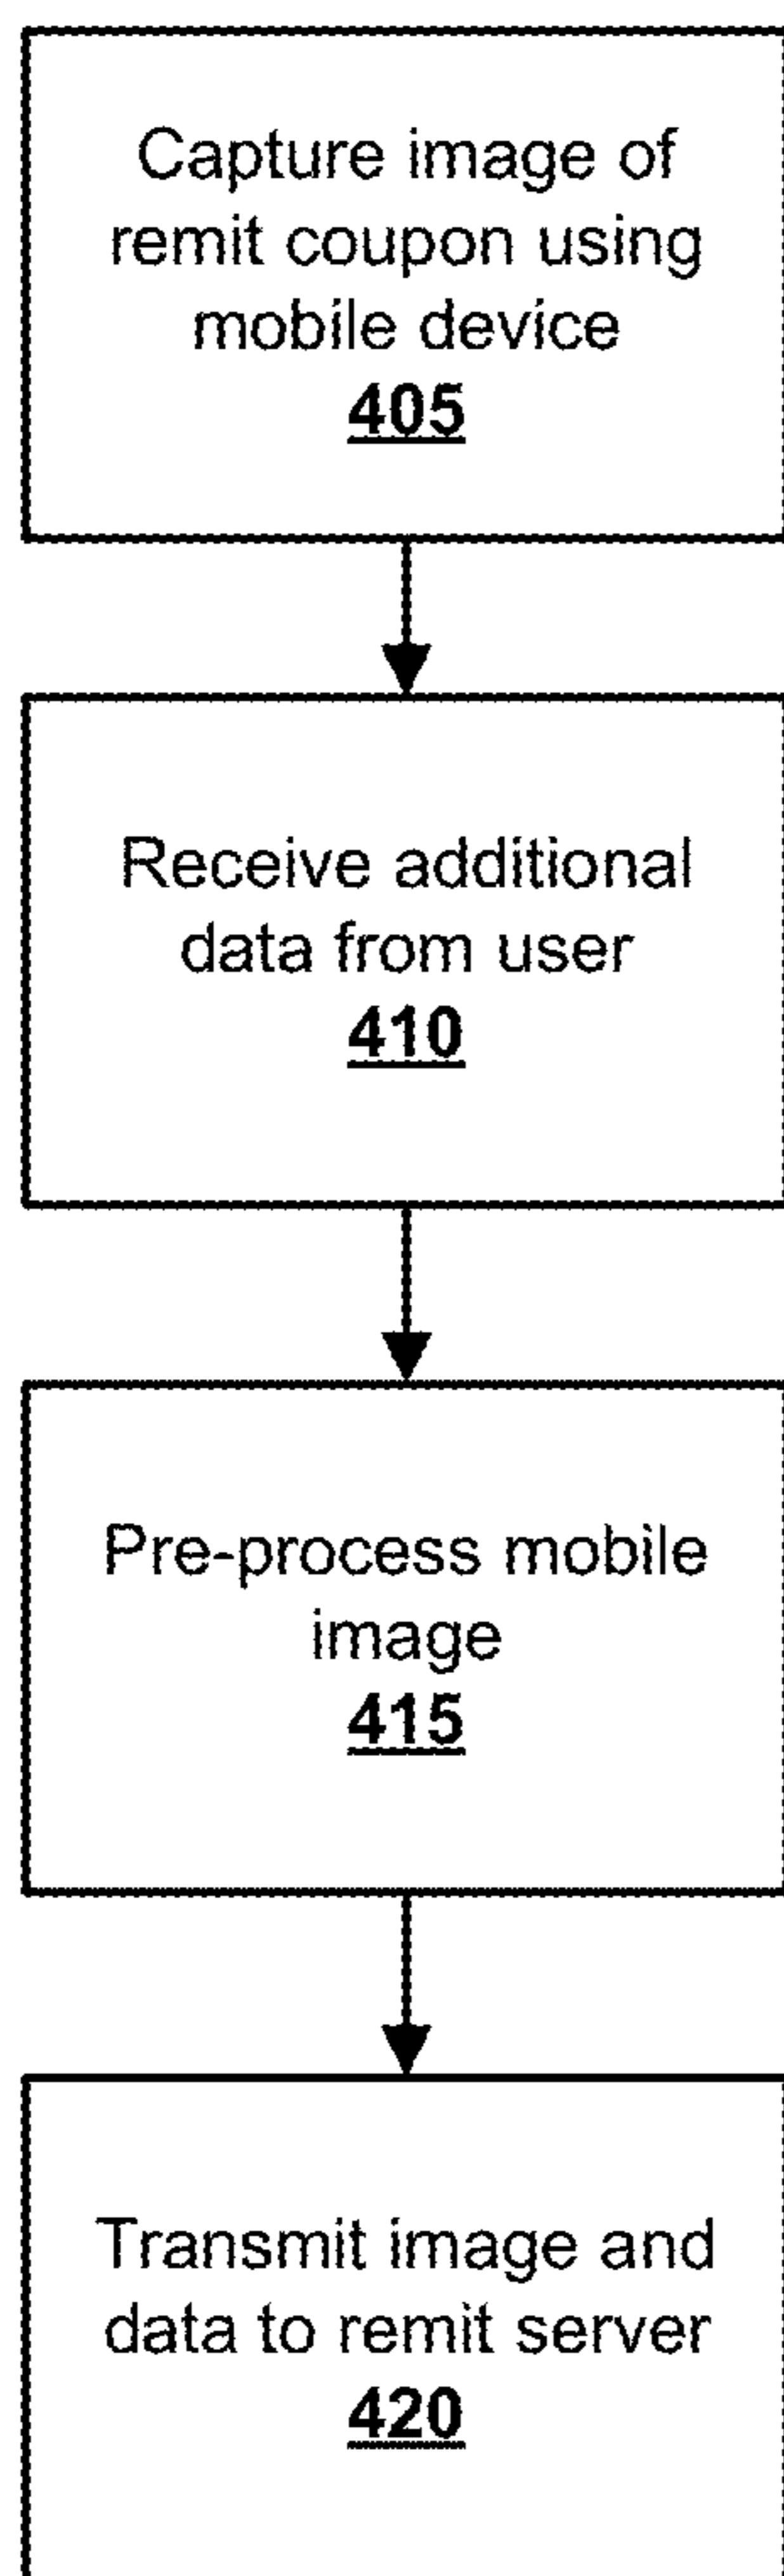 Capture image of
remit coupon using
mobile device
405
Receive additional
data from user
410
Pre-process mobile
image
415
Transmit image and
data to remit server
420